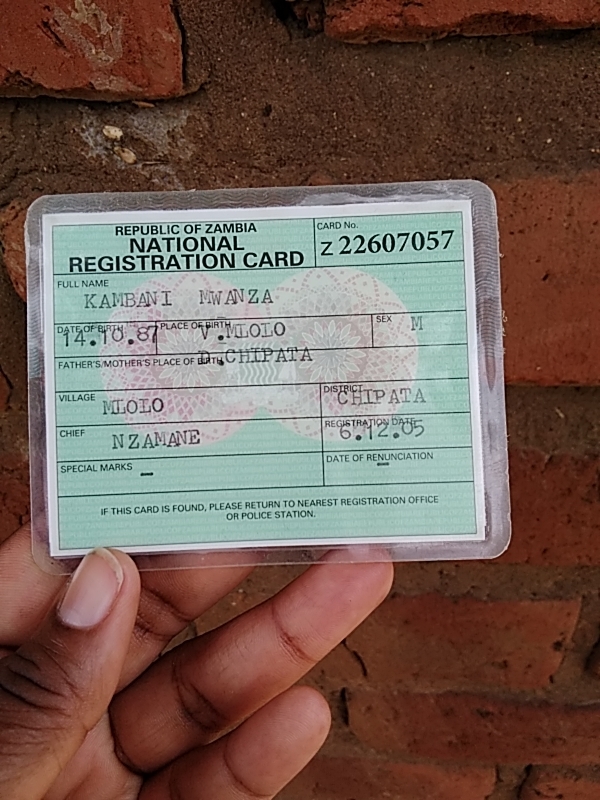 REPUBLIC OF ZAMBIA
NATIONAL
REGISTRATION CARD
CARD No.
Z 22607057
FULL NAME
KAMBANI MWANZA
DATE OF BIRTH
14.10.87
PLACE OF BIRTH
V.MLOLO
D.CHIPATA
SEX
M
FATHER'S/MOTHER'S PLACE OF BIRTH
VILLAGE
MLOLO
DISTRICT
CHIPATA
CHIEF
NZAMANE
REGISTRATION DATE
6.12.05
SPECIAL MARKS
–
DATE OF RENUNCIATION
–
IF THIS CARD IS FOUND, PLEASE RETURN TO NEAREST REGISTRATION OFFICE
OR POLICE STATION.